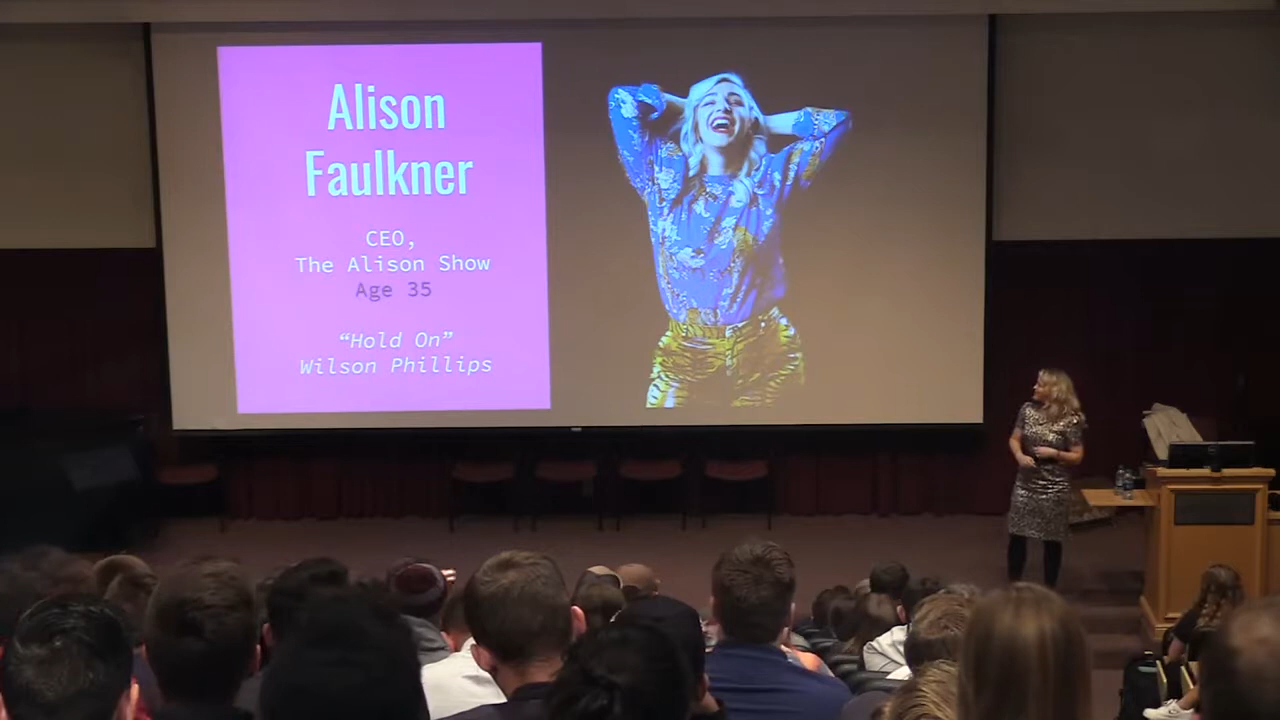 Alison
Faulkner
CEO,
The Alison Show
Age 35
“Hold On”
Wilson Phillips